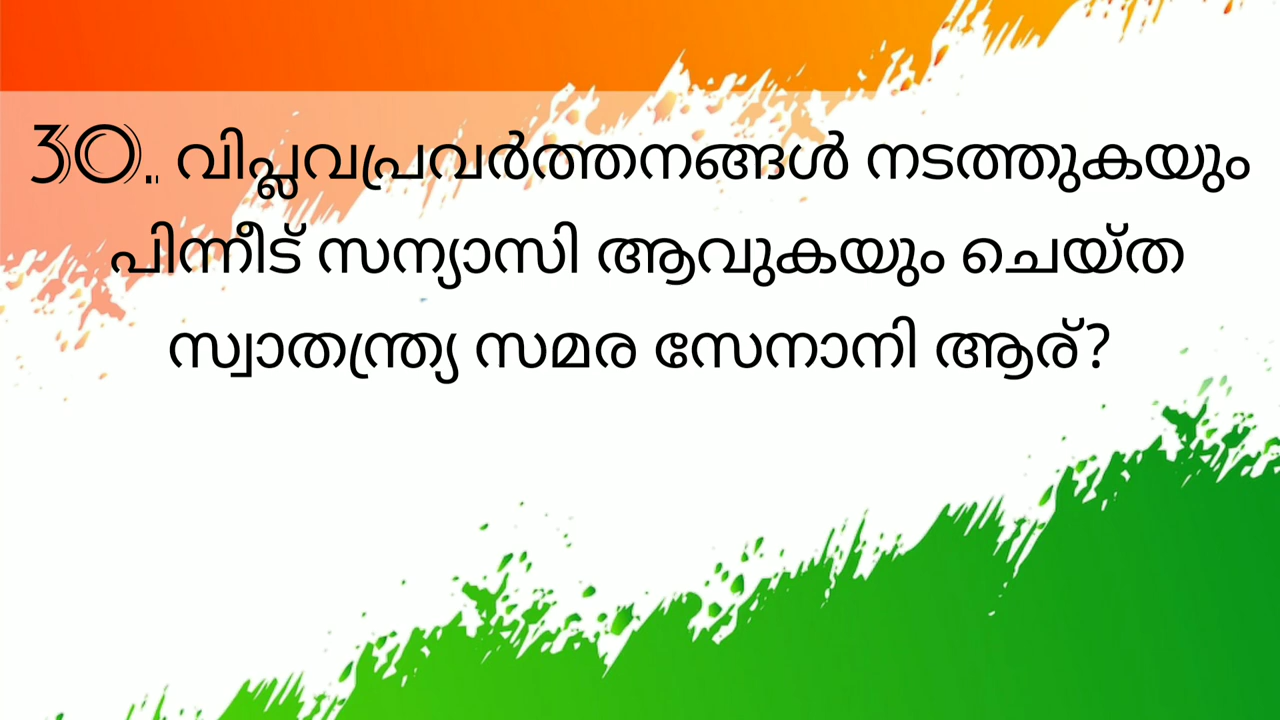 30.. വിപ്ലവപ്രവർത്തനങ്ങൾ നടത്തുകയും
പിന്നീട് സന്യാസി ആവുകയും ചെയ്ത
സ്വാതന്ത്ര്യ സമര സേനാനി ആര്?